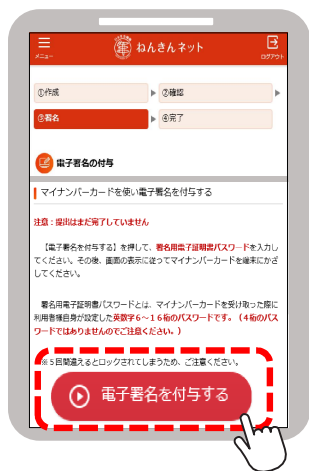 ねんきんネット
メニュー
ログアウト
①作成
②確認
③署名
④完了
電子署名の付与
マイナンバーカードを使い電子署名を付与する
注意：提出はまだ完了していません
【電子署名を付与する】を押して、署名用電子証明書パスワードを入力し
てください。その後、画面の表示に従ってマイナンバーカードを端末にかざ
してください。
署名用電子証明書パスワードとは、マイナンバーカードを受け取った際に
利用者様自身が設定した英数字６～１６桁のパスワードです。（４桁のパス
ワードではありませんのでご注意ください。）
※５回間違えるとロックされてしまうため、ご注意ください。
電子署名を付与する